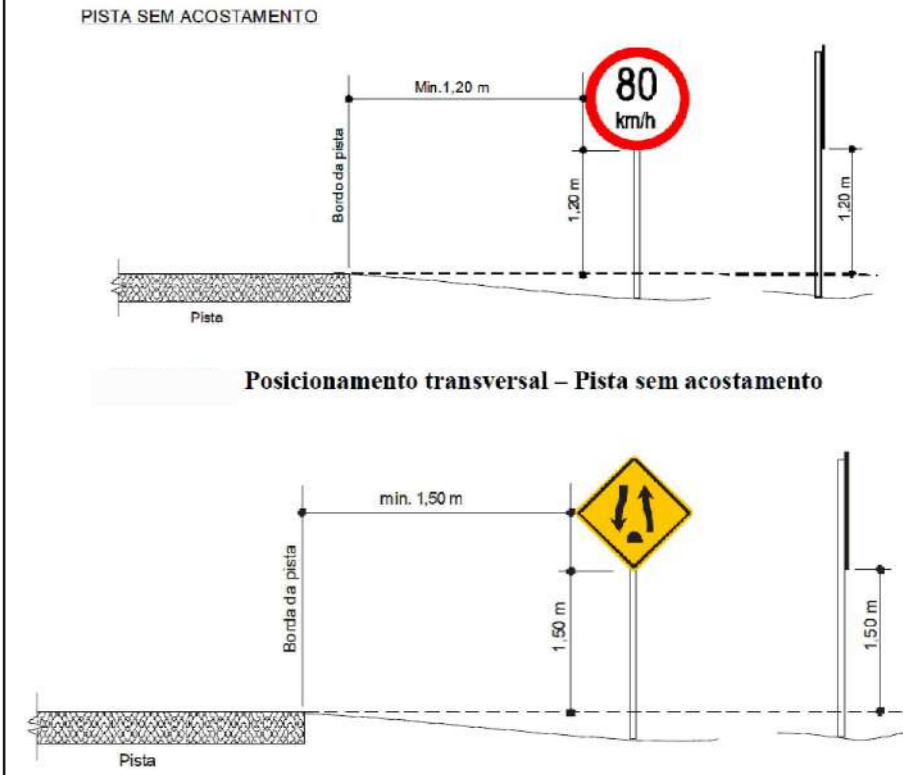 PISTA SEM ACOSTAMENTO
Min.1,20 m
80
km/h
Bordo da pista
1,20 m
1,20 m
Pista
Posicionamento transversal – Pista sem acostamento
min. 1,50 m
Borda da pista
1,50 m
1,50 m
Pista